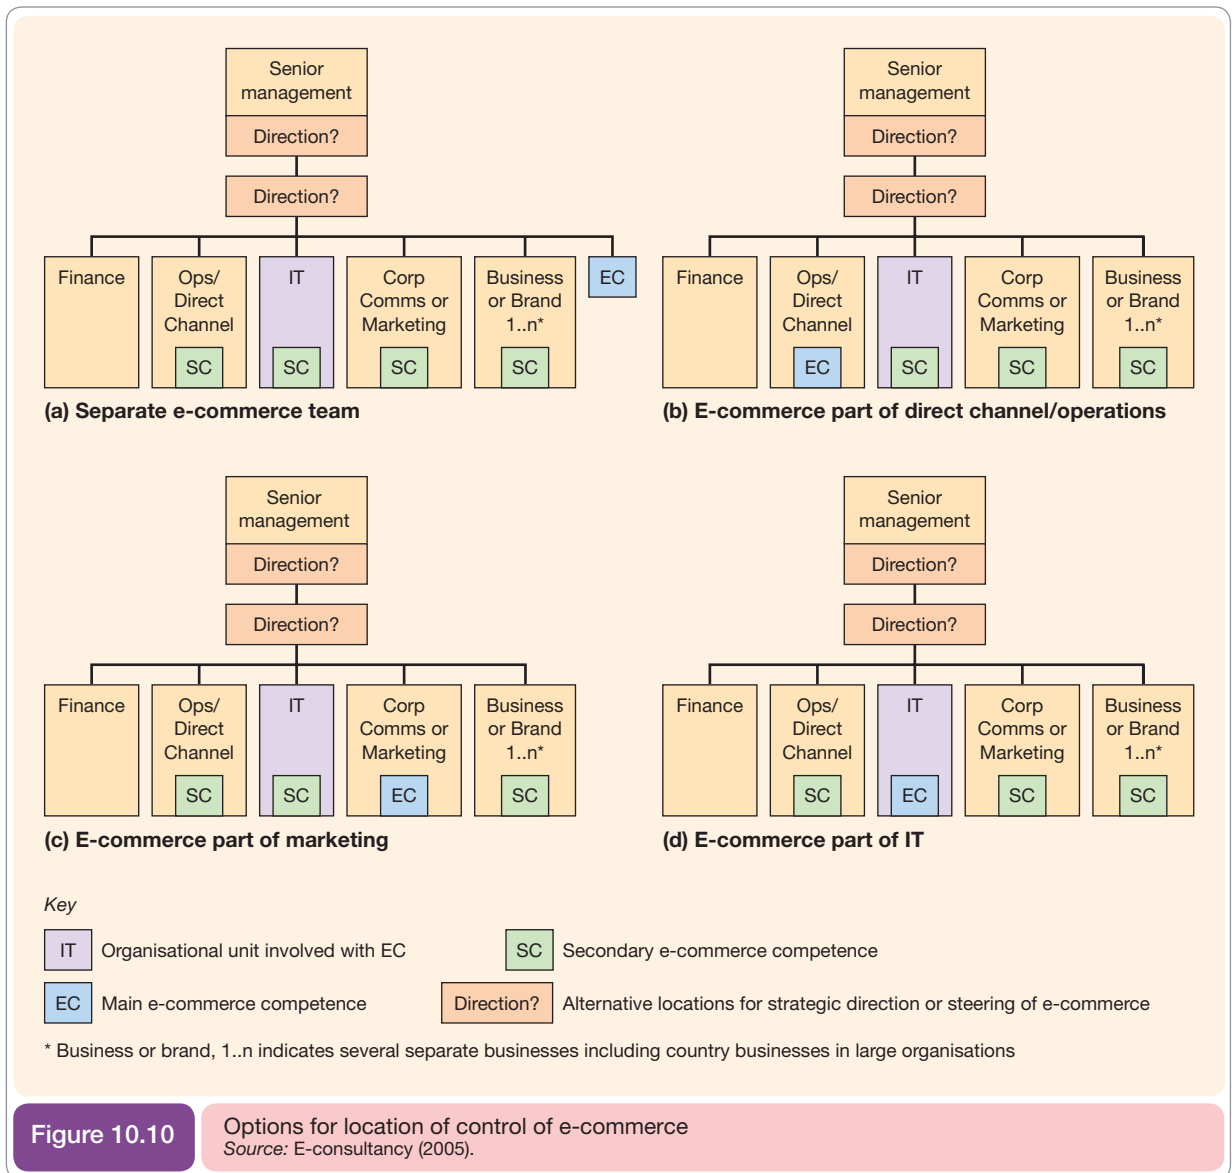 Senior
management
Direction?
Direction?
Finance
Ops/
Direct
Channel
SC
IT
SC
Corp
Comms or
Marketing
SC
Business
or Brand
1..n*
SC
EC
(a) Separate e-commerce team
Senior
management
Direction?
Direction?
Finance
Ops/
Direct
Channel
EC
IT
SC
Corp
Comms or
Marketing
SC
Business
or Brand
1..n*
SC
(b) E-commerce part of direct channel/operations
Senior
management
Direction?
Direction?
Finance
Ops/
Direct
Channel
SC
IT
SC
Corp
Comms or
Marketing
EC
Business
or Brand
1..n*
SC
(c) E-commerce part of marketing
Senior
management
Direction?
Direction?
Finance
Ops/
Direct
Channel
SC
IT
EC
Corp
Comms or
Marketing
SC
Business
or Brand
1..n*
SC
(d) E-commerce part of IT
Key
IT Organisational unit involved with EC
SC Secondary e-commerce competence
EC Main e-commerce competence
Direction? Alternative locations for strategic direction or steering of e-commerce
* Business or brand, 1..n indicates several separate businesses including country businesses in large organisations
Figure 10.10
Options for location of control of e-commerce
Source: E-consultancy (2005).